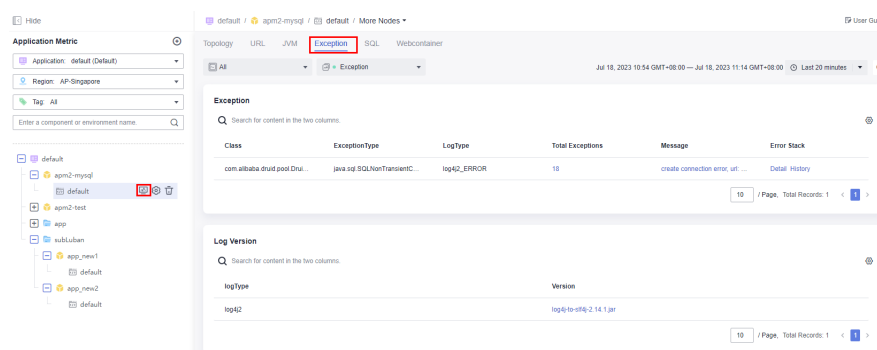 Hide
default / apm2-mysql / default / More Nodes
User Gu
Application Metric
Topology URL JVM Exception SQL Webcontainer
Application: default (Default)
Region: AP-Singapore
Tag: All
Enter a component or environment name.
All
Exception
Jul 18, 2023 10:54 GMT+08:00 — Jul 18, 2023 11:14 GMT+08:00 Last 20 minutes
default
apm2-mysql
default
apm2-test
app
subLuban
app_new1
default
app_new2
default
Exception
Search for content in the two columns.
Class ExceptionType LogType Total Exceptions Message Error Stack
com.alibaba.druid.pool.Drui... java.sql.SQLNonTransientC... log4j2_ERROR 18 create connection error, url: ... Detail History
10 / Page, Total Records: 1 < 1 >
Log Version
Search for content in the two columns.
logType Version
log4j2 log4j-to-slf4j-2.14.1.jar
10 / Page, Total Records: 1 < 1 >